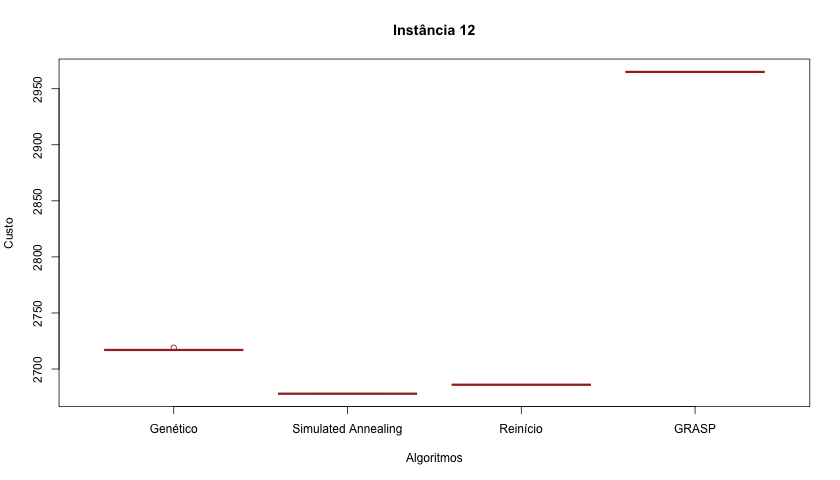 Instância 12
Custo
2950
2900
2850
2800
2750
2700
Genético Simulated Annealing Reinício GRASP
Algoritmos